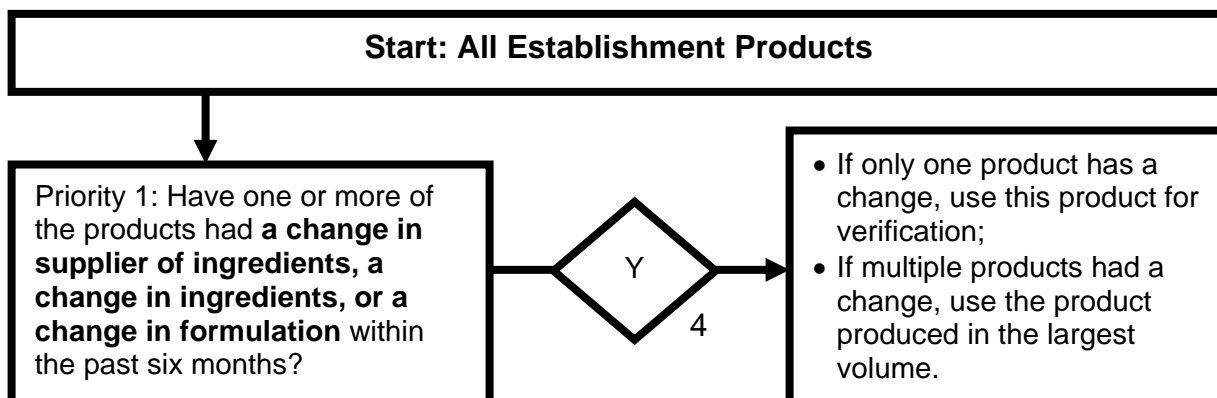 Start: All Establishment Products
Priority 1: Have one or more of
the products had a change in
supplier of ingredients, a
change in ingredients, or a
change in formulation within
the past six months?
Y
4
• If only one product has a
change, use this product for
verification;
• If multiple products had a
change, use the product
produced in the largest
volume.